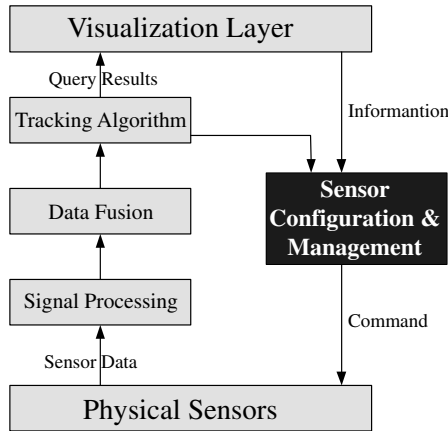 Visualization Layer
Query Results
Informantion
Tracking Algorithm
Sensor
Configuration &
Management
Data Fusion
Signal Processing
Command
Sensor Data
Physical Sensors